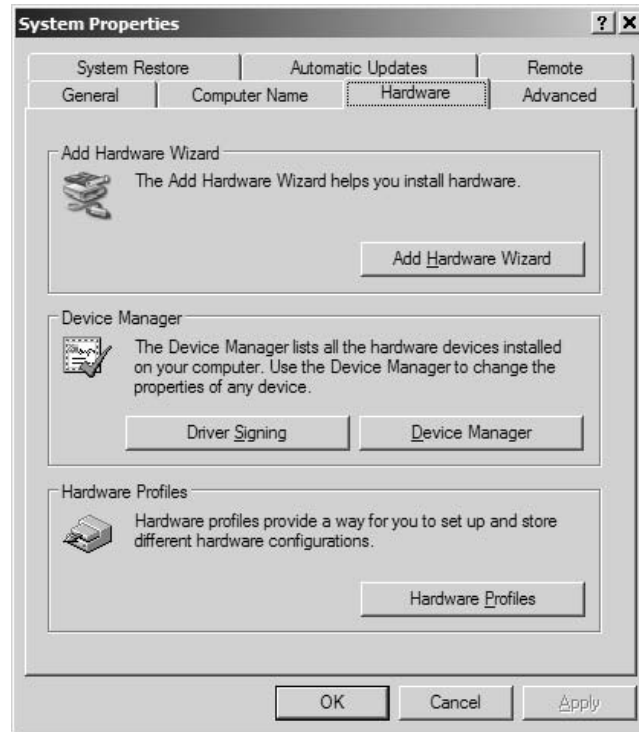 System Properties
System Restore Automatic Updates Remote
General Computer Name Hardware Advanced
Add Hardware Wizard
The Add Hardware Wizard helps you install hardware.
Add Hardware Wizard
Device Manager
The Device Manager lists all the hardware devices installed
on your computer. Use the Device Manager to change the
properties of any device.
Driver Signing Device Manager
Hardware Profiles
Hardware profiles provide a way for you to set up and store
different hardware configurations.
Hardware Profiles
OK Cancel Apply